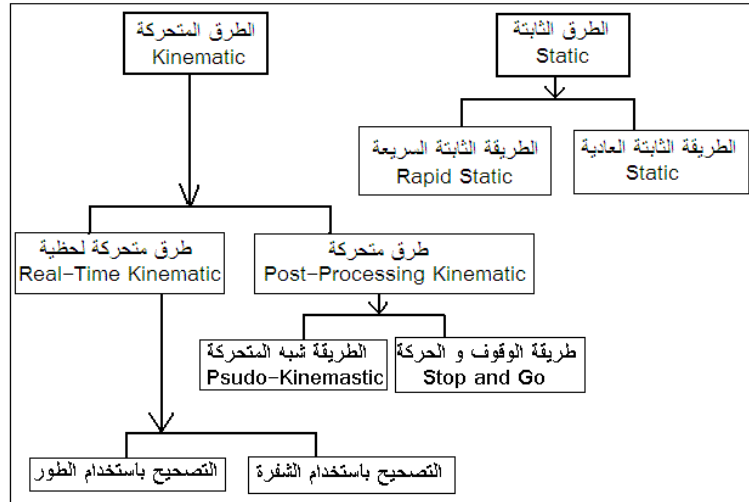 الطرق الثابتة
Static
الطرق المتحركة
Kinematic
الطريقة الثابتة العادية
Static
الطريقة الثابتة السريعة
Rapid Static
طرق متحركة
Post-Processing Kinematic
طرق متحركة لحظية
Real-Time Kinematic
طريقة الوقوف و الحركة
Stop and Go
الطريقة شبه المتحركة
Psudo-Kinemastic
التصحيح باستخدام الشفرة
التصحيح باستخدام الطور